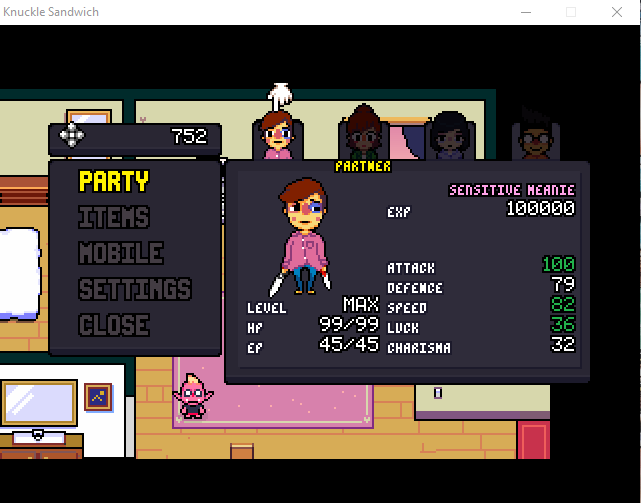 Knuckle Sandwich
752
PARTY
ITEMS
MOBILE
SETTINGS
CLOSE
PARTNER
SENSITIVE MEANIE
EXP 100000
ATTACK 100
DEFENCE 79
LEVEL MAX SPEED 82
HP 99/99 LUCK 36
EP 45/45 CHARISMA 32